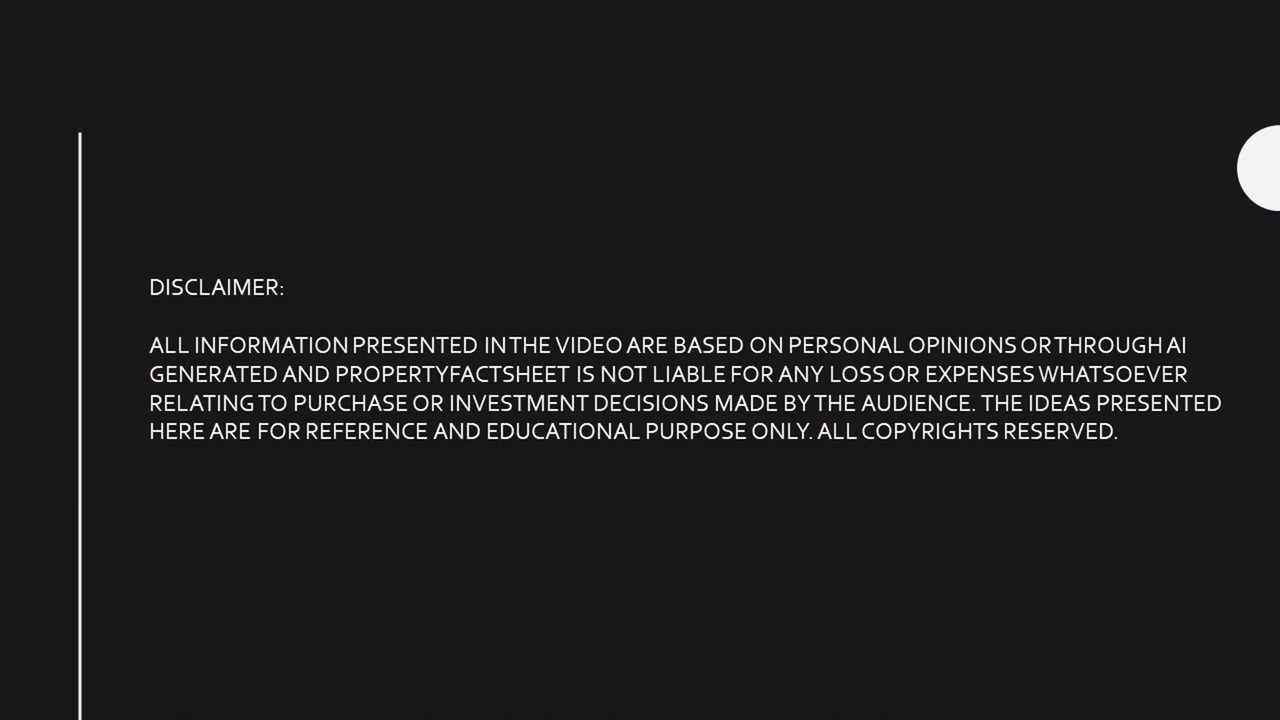 DISCLAIMER:
ALL INFORMATION PRESENTED IN THE VIDEO ARE BASED ON PERSONAL OPINIONS OR THROUGH AI
GENERATED AND PROPERTYFACTSHEET IS NOT LIABLE FOR ANY LOSS OR EXPENSES WHATSOEVER
RELATING TO PURCHASE OR INVESTMENT DECISIONS MADE BY THE AUDIENCE. THE IDEAS PRESENTED
HERE ARE FOR REFERENCE AND EDUCATIONAL PURPOSE ONLY. ALL COPYRIGHTS RESERVED.